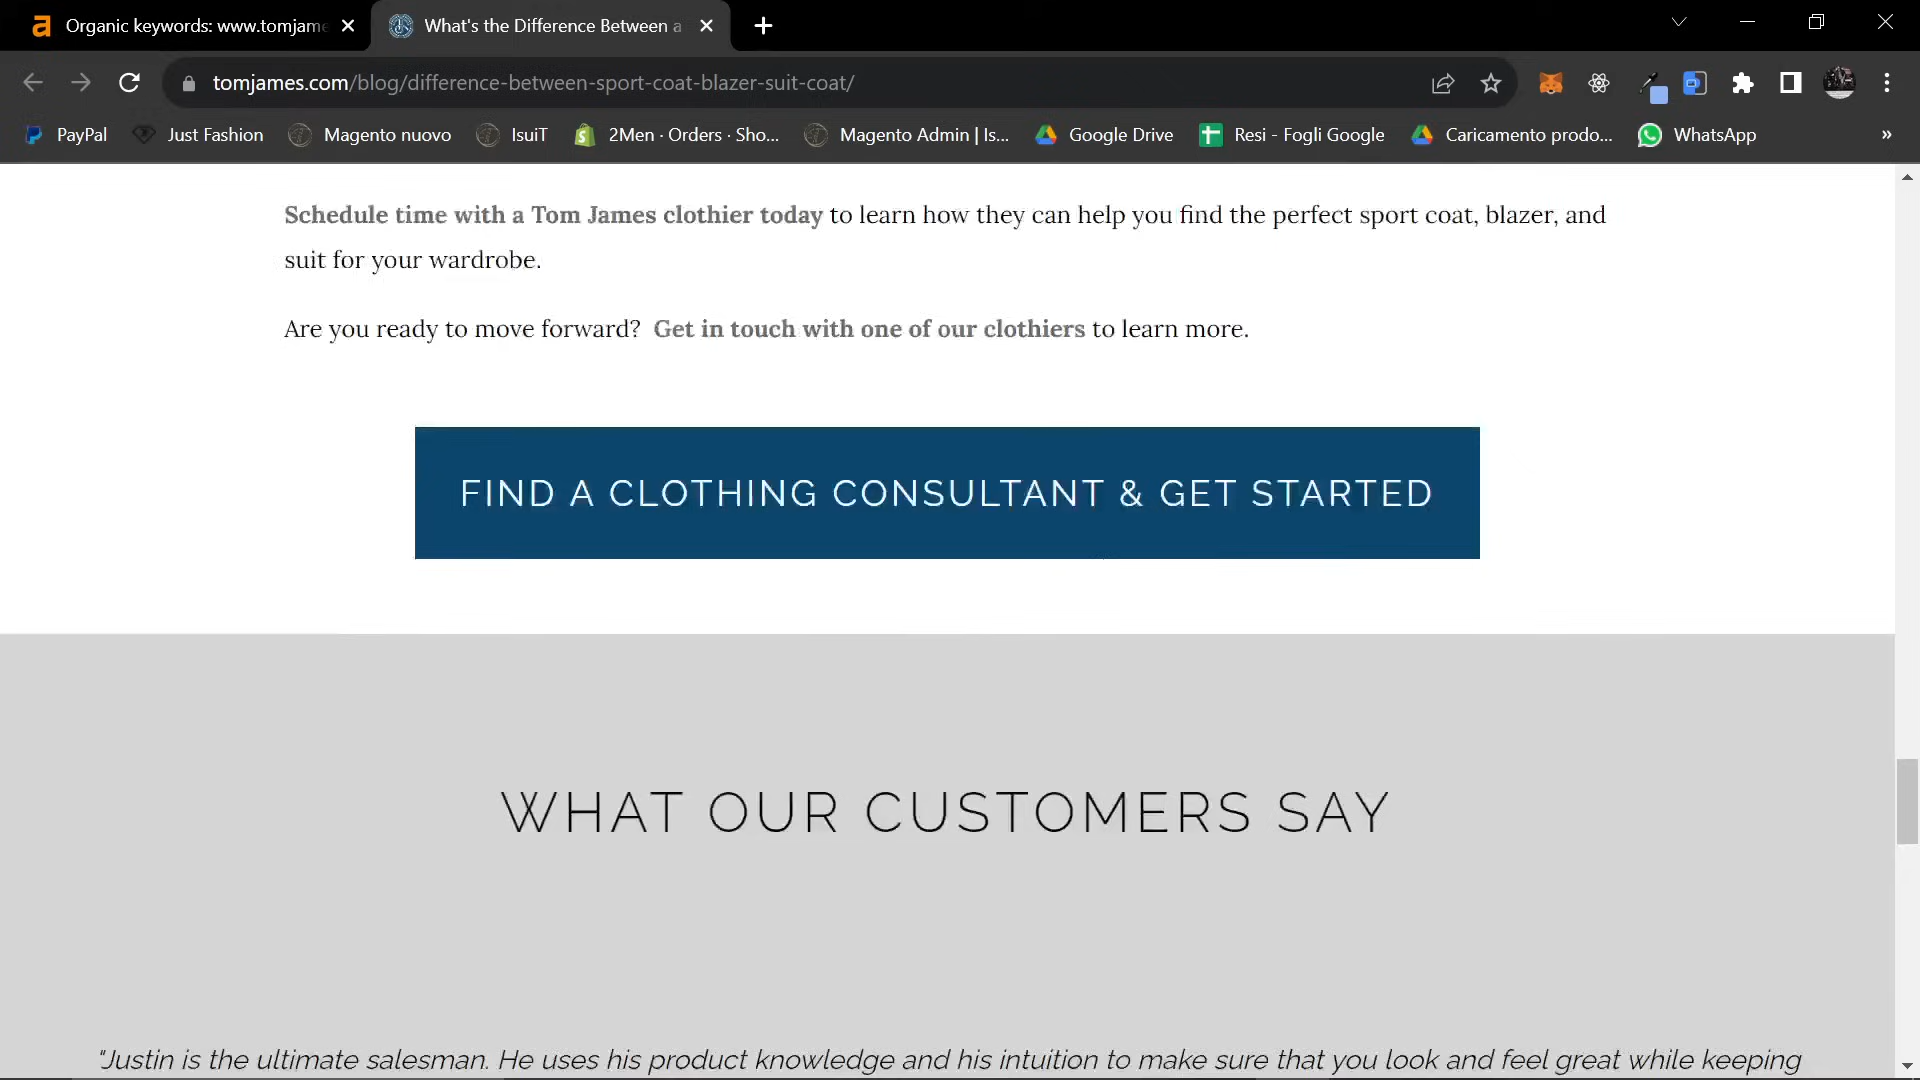 Organic keywords: www.tomjame
What's the Difference Between a
tomjames.com/blog/difference-between-sport-coat-blazer-suit-coat/
PayPal Just Fashion Magento nuovo IsuiT 2Men · Orders · Sho... Magento Admin | Is... Google Drive Resi - Fogli Google Caricamento prodo... WhatsApp »
Schedule time with a Tom James clothier today to learn how they can help you find the perfect sport coat, blazer, and
suit for your wardrobe.
Are you ready to move forward? Get in touch with one of our clothiers to learn more.
FIND A CLOTHING CONSULTANT & GET STARTED
WHAT OUR CUSTOMERS SAY
"Justin is the ultimate salesman. He uses his product knowledge and his intuition to make sure that you look and feel great while keeping